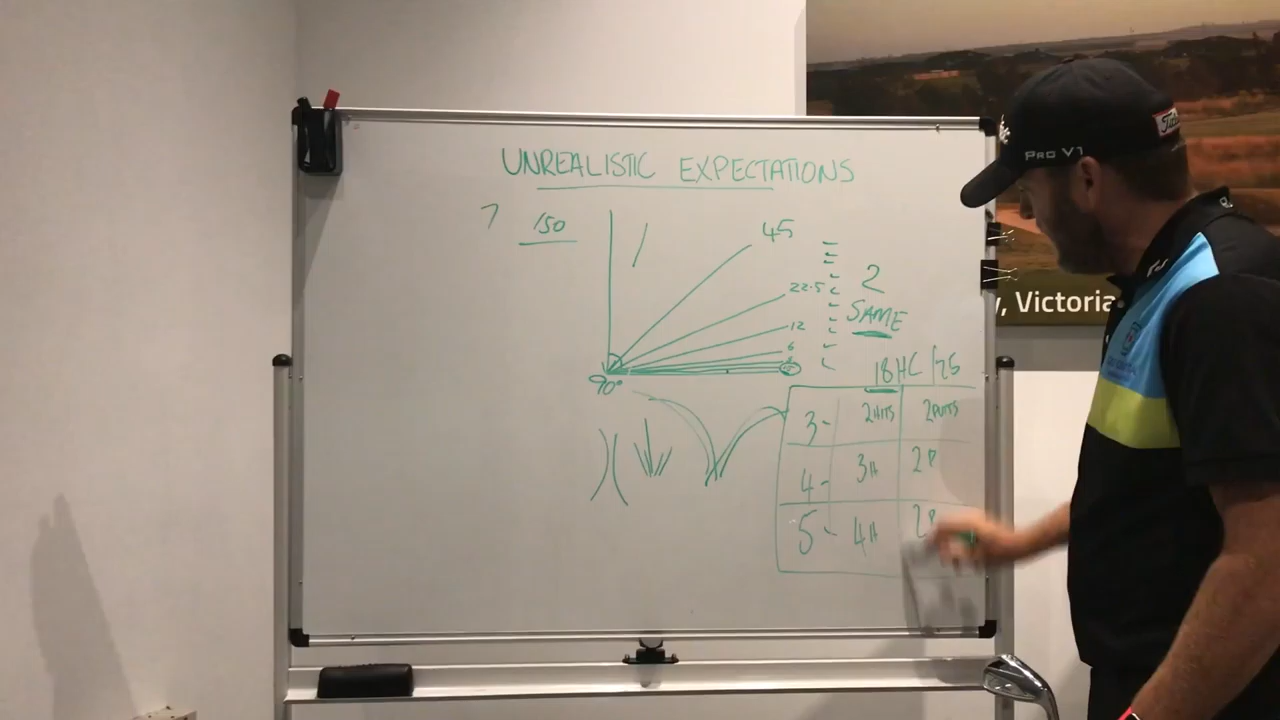 UNREALISTIC EXPECTATIONS
7 150
45
22.5
12
6
90°
2
SAME
18HC
3- 2HITS 2PUTTS
4- 3H 2P
5- 4H 2P
PRO V1
Titleist
y, Victoria